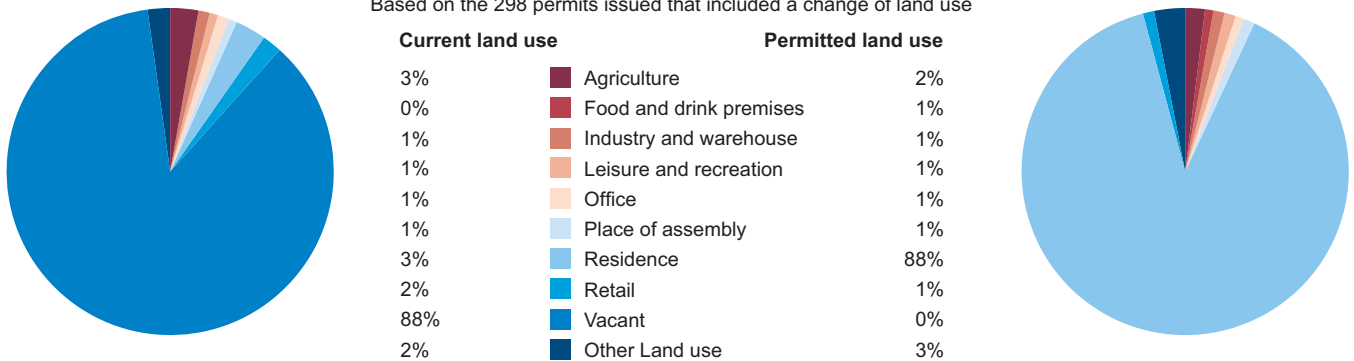 Based on the 298 permits issued that included a change of land use
Current land use Permitted land use
3% Agriculture 2%
0% Food and drink premises 1%
1% Industry and warehouse 1%
1% Leisure and recreation 1%
1% Office 1%
1% Place of assembly 1%
3% Residence 88%
2% Retail 1%
88% Vacant 0%
2% Other Land use 3%